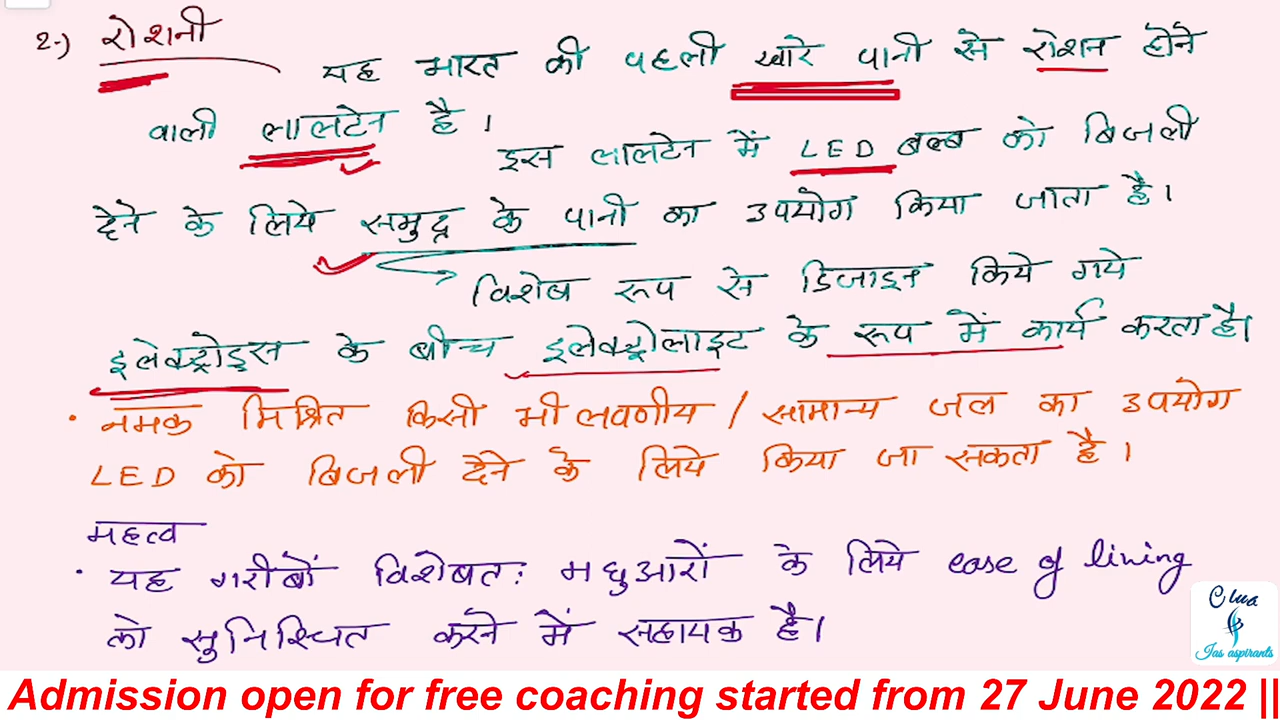 2-) रोशनी
यह भारत की पहली खारे पानी से रोशन होने
वाली लालटेन है।
इस लालटेन में LED बल्ब को बिजली
देने के लिये समुद्र के पानी का उपयोग किया जाता है।
विशेष रूप से डिजाइन किये गये
इलेक्ट्रोड्स के बीच इलेक्ट्रोलाइट के रूप में कार्य करता है।
• नमक मिश्रित किसी भी लवणीय / सामान्य जल का उपयोग
LED को बिजली देने के लिये किया जा सकता है।
महत्व
• यह गरीबों विशेषतः मछुआरों के लिये ease of lining
को सुनिश्चित करने में सहायक है।
Clua
Ias aspirants
Admission open for free coaching started from 27 June 2022 ||